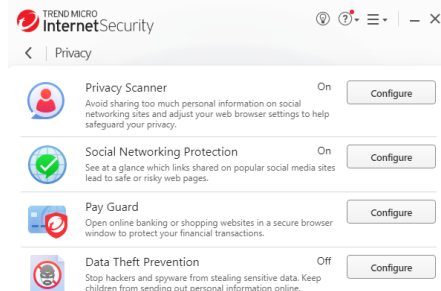 TREND MICRO
InternetSecurity
Privacy
Privacy Scanner On Configure
Avoid sharing too much personal information on social
networking sites and adjust your web browser settings to help
safeguard your privacy.
Social Networking Protection On Configure
See at a glance which links shared on popular social media sites
lead to safe or risky web pages.
Pay Guard Configure
Open online banking or shopping websites in a secure browser
window to protect your financial transactions.
Data Theft Prevention Off Configure
Stop hackers and spyware from stealing sensitive data. Keep
children from sending out personal information online.